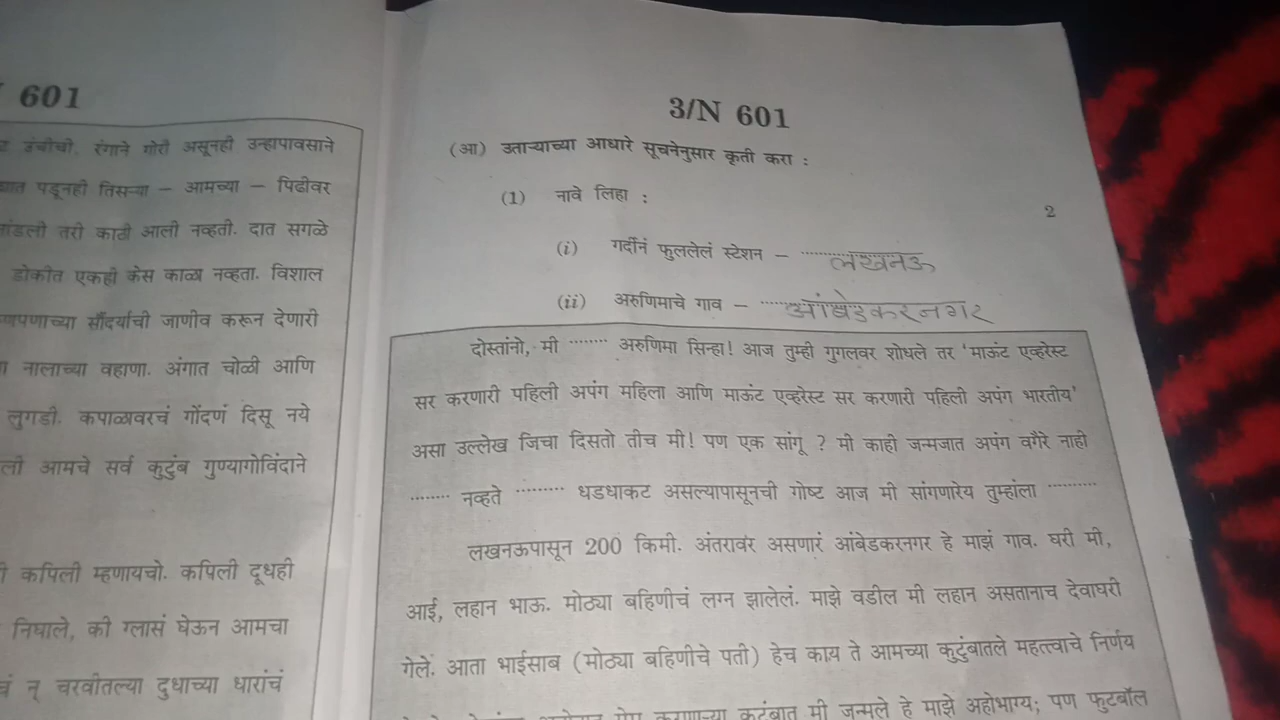 601
उंचीची. रंगाने गोरी असूनही उन्हापावसाने
पडूनही तिसऱ्या – आमच्या – पिढीवर
तरी काठी आली नव्हती. दात सगळे
डोकीत एकही केस काळा नव्हता. विशाल
सौंदर्याची जाणीव करून देणारी
नालाच्या वहाणा. अंगात चोळी आणि
लुगडी. कपाळावरचं गोंदणं दिसू नये
आमचे सर्व कुटुंब गुण्यागोविंदाने
कपिली म्हणायचो. कपिली दूधही
निघाले, की ग्लासं घेऊन आमचा
न् चरवीतल्या दुधाच्या धारांचं
3/N 601
(आ) उताऱ्याच्या आधारे सूचनेनुसार कृती करा :
(1) नावे लिहा :
2
(i) गर्दीनं फुललेलं स्टेशन – ........ लखनऊ
(ii) अरुणिमाचे गाव – ........ आंबेडकरनगर
दोस्तांनो, मी ........ अरुणिमा सिन्हा! आज तुम्ही गुगलवर शोधले तर ‘माऊंट एव्हरेस्ट
सर करणारी पहिली अपंग महिला आणि माऊंट एव्हरेस्ट सर करणारी पहिली अपंग भारतीय’
असा उल्लेख जिचा दिसतो तीच मी! पण एक सांगू ? मी काही जन्मजात अपंग वगैरे नाही
........ नव्हते ......... धडधाकट असल्यापासूनची गोष्ट आज मी सांगणारेय तुम्हांला ..........
लखनऊपासून 200 किमी. अंतरावर असणारं आंबेडकरनगर हे माझं गाव. घरी मी,
आई, लहान भाऊ. मोठ्या बहिणीचं लग्न झालेलं. माझे वडील मी लहान असतानाच देवाघरी
गेले. आता भाईसाब (मोठ्या बहिणीचे पती) हेच काय ते आमच्या कुटुंबातले महत्त्वाचे निर्णय
करणाऱ्या कुटुंबात मी जन्मले हे माझे अहोभाग्य; पण फुटबॉल